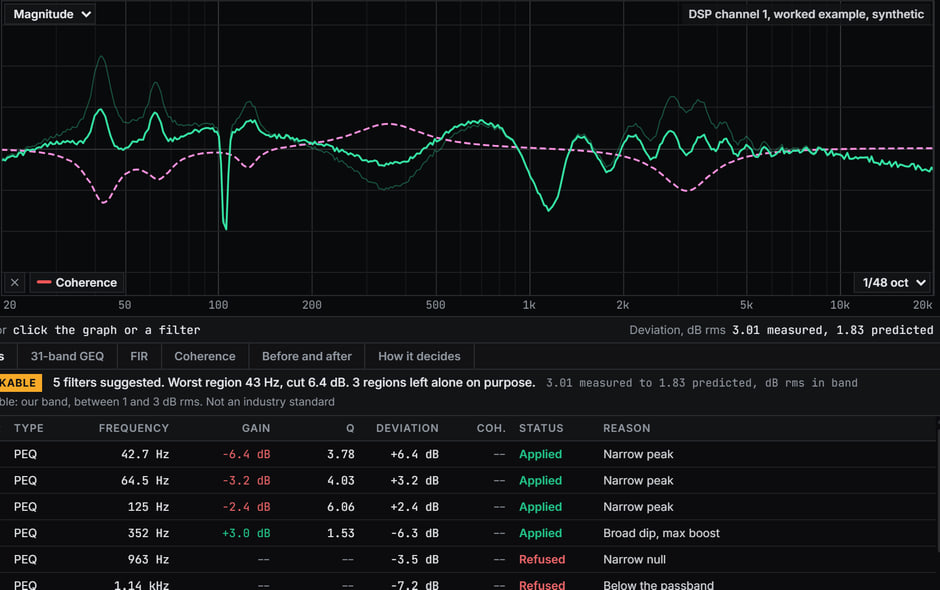 Magnitude
DSP channel 1, worked example, synthetic
Coherence
1/48 oct
20 50 100 200 500 1k 2k 5k 10k 20k
or click the graph or a filter
Deviation, dB rms 3.01 measured, 1.83 predicted
s 31-band GEQ FIR Coherence Before and after How it decides
KABLE 5 filters suggested. Worst region 43 Hz, cut 6.4 dB. 3 regions left alone on purpose. 3.01 measured to 1.83 predicted, dB rms in band
ble: our band, between 1 and 3 dB rms. Not an industry standard
TYPE FREQUENCY GAIN Q DEVIATION COH. STATUS REASON
PEQ 42.7 Hz -6.4 dB 3.78 +6.4 dB -- Applied Narrow peak
PEQ 64.5 Hz -3.2 dB 4.03 +3.2 dB -- Applied Narrow peak
PEQ 125 Hz -2.4 dB 6.06 +2.4 dB -- Applied Narrow peak
PEQ 352 Hz +3.0 dB 1.53 -6.3 dB -- Applied Broad dip, max boost
PEQ 963 Hz -- -- -3.5 dB -- Refused Narrow null
PEQ 1.14 kHz -- -- -7.2 dB -- Refused Below the passband